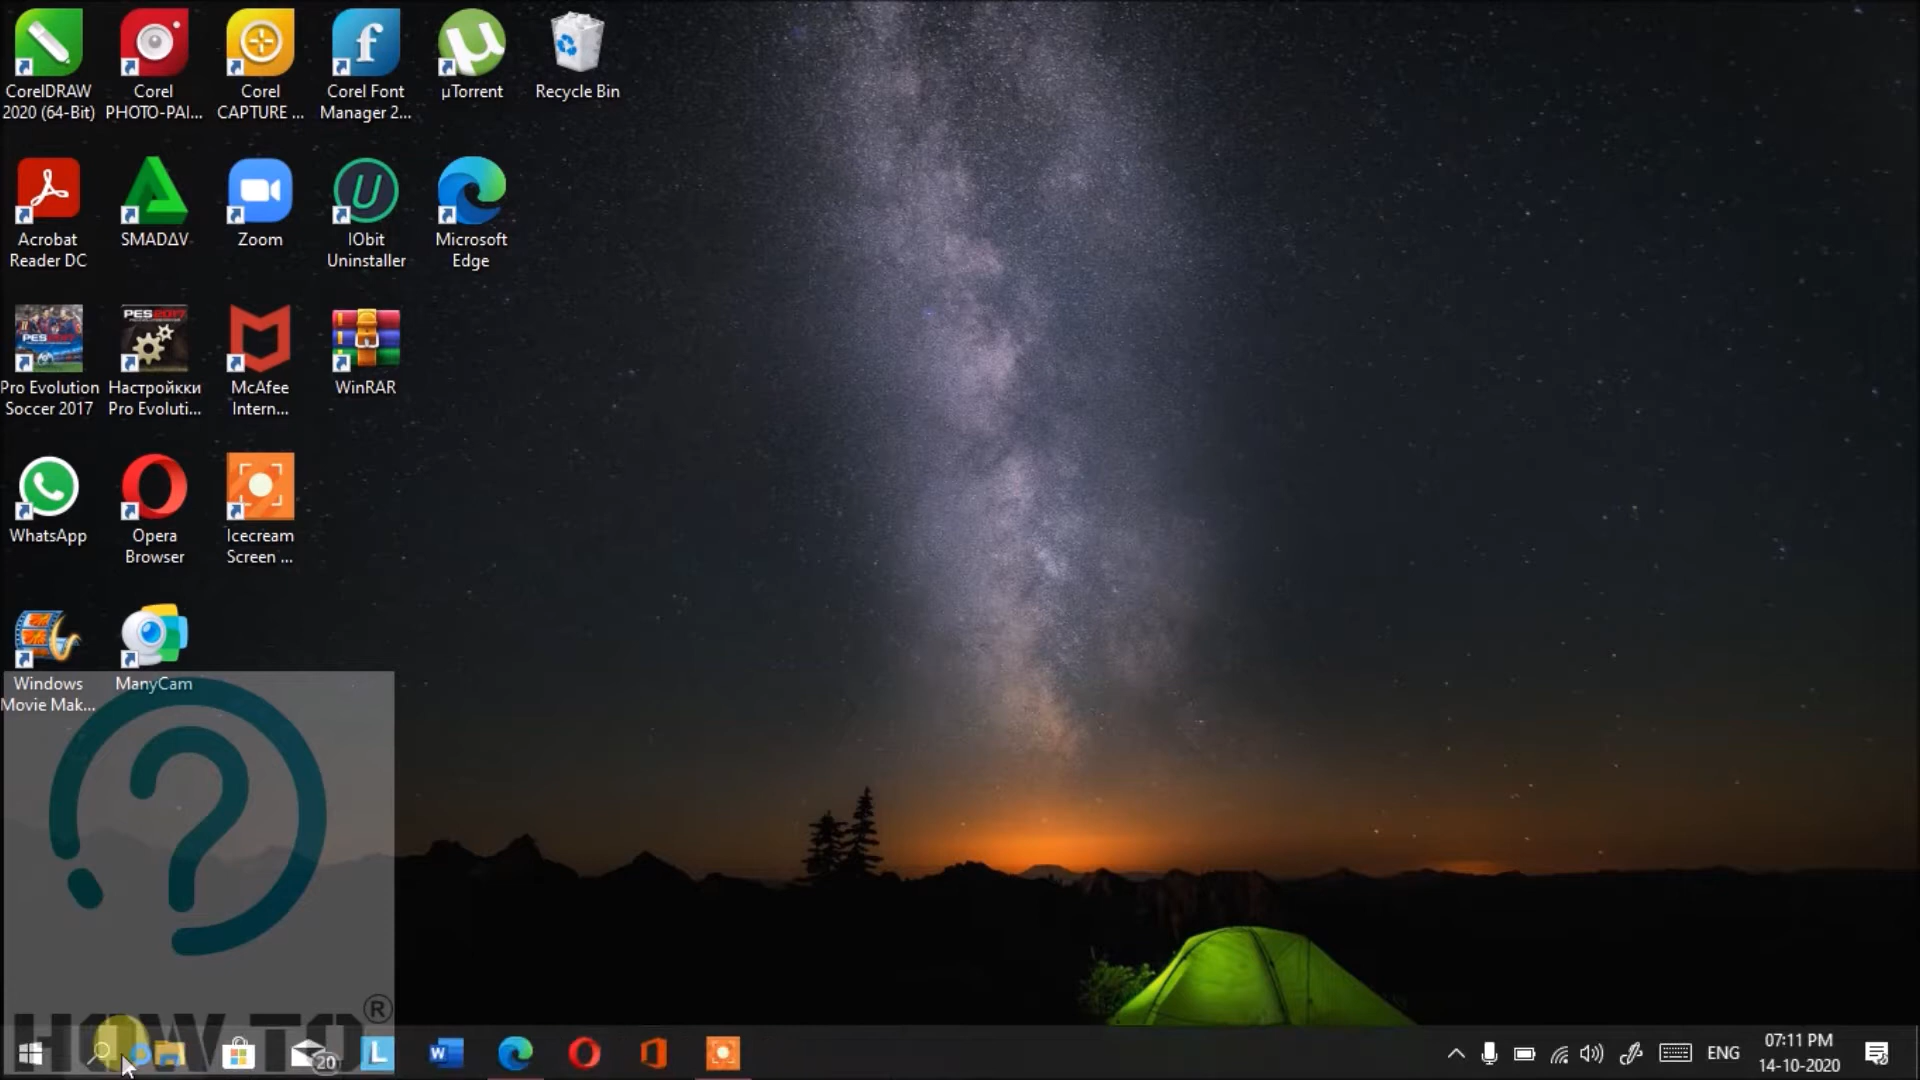 CorelDRAW
2020 (64-Bit)
Corel
PHOTO-PAI...
Corel
CAPTURE ...
Corel Font
Manager 2...
µTorrent
Recycle Bin
Acrobat
Reader DC
SMADΔV
Zoom
IObit
Uninstaller
Microsoft
Edge
PES2017
Pro Evolution
Soccer 2017
Настройкки
Pro Evoluti...
McAfee
Intern...
WinRAR
WhatsApp
Opera
Browser
Icecream
Screen ...
Windows
Movie Mak...
ManyCam
HOW TO®
20
L
W
ENG
07:11 PM
14-10-2020